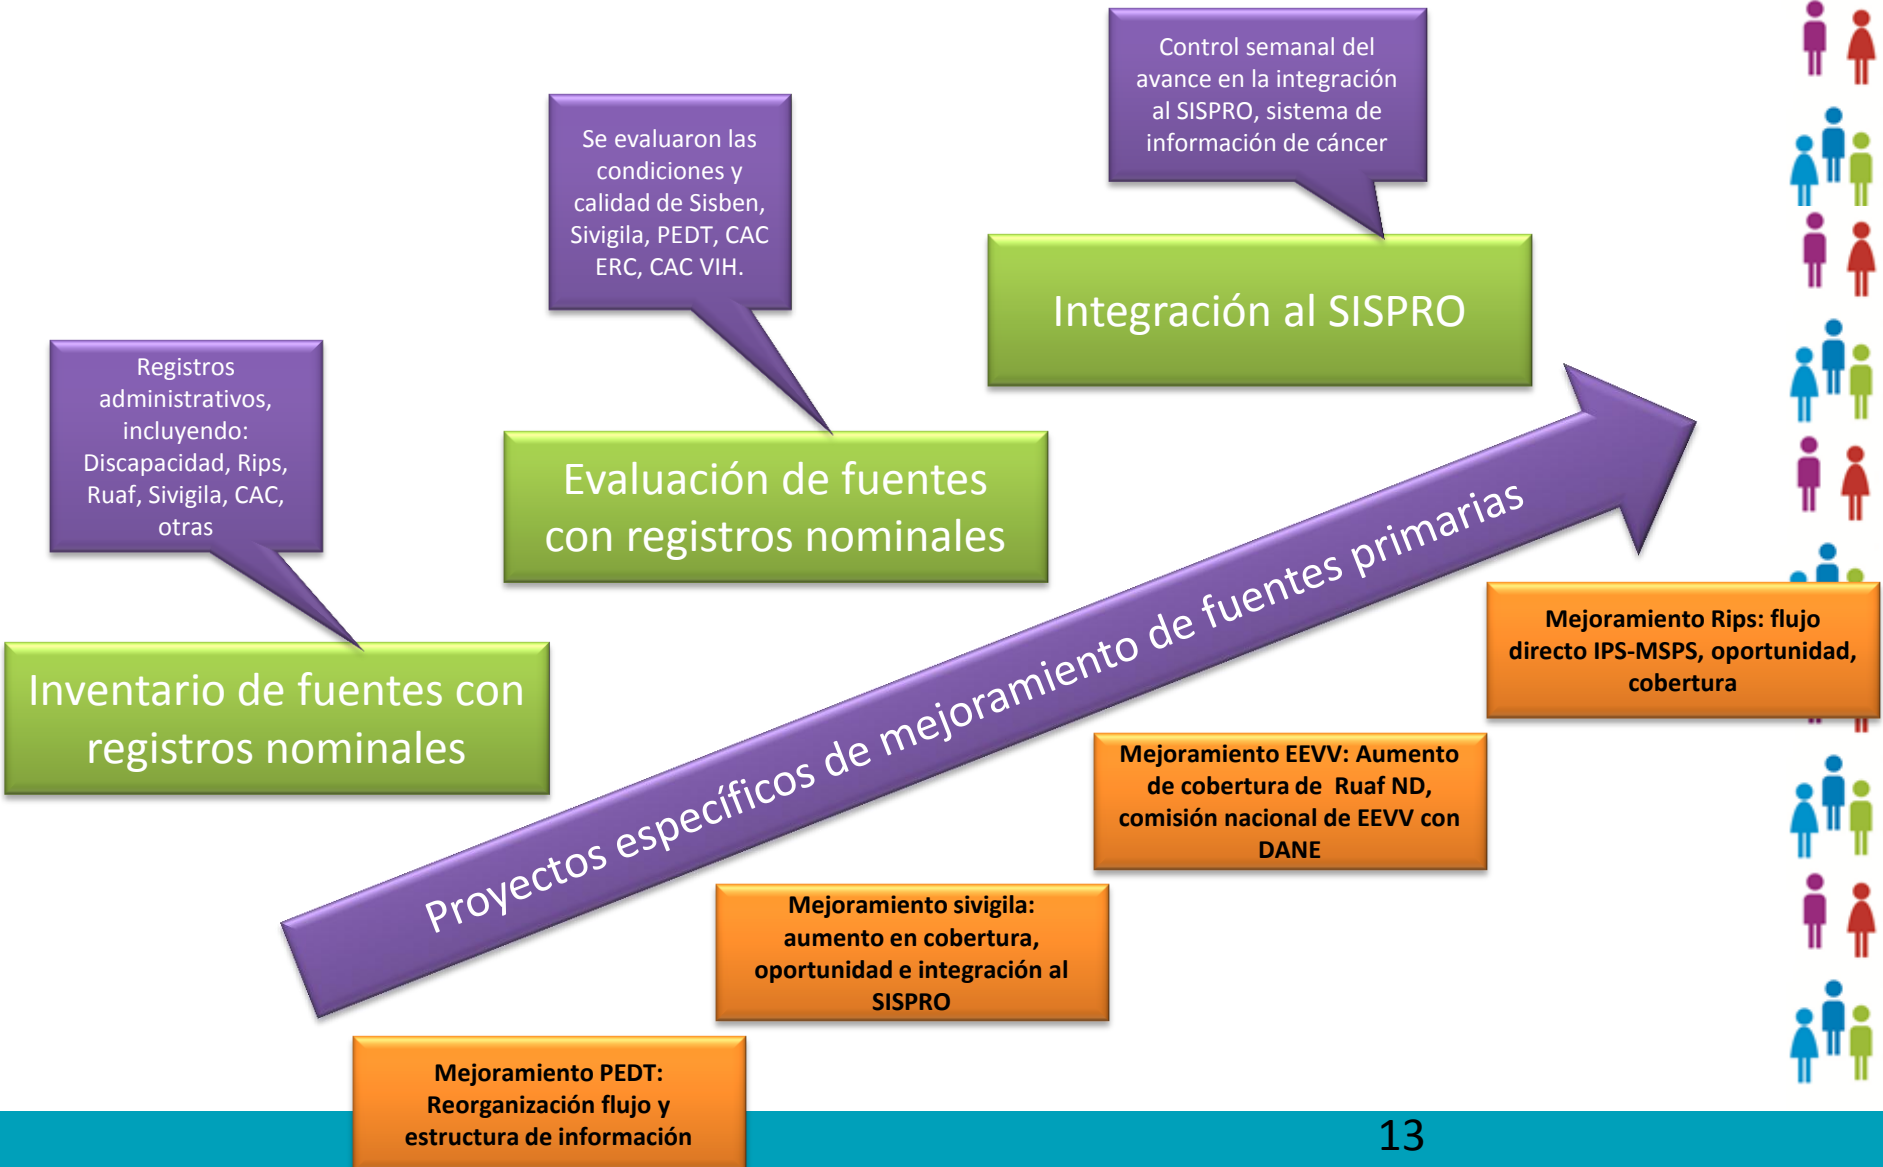 Control semanal del
avance en la integración
al SISPRO, sistema de
información de cáncer
Se evaluaron las
condiciones y
calidad de Sisben,
Sivigila, PEDT, CAC
ERC, CAC VIH.
Integración al SISPRO
Registros
administrativos,
incluyendo:
Discapacidad, Rips,
Ruaf, Sivigila, CAC,
otras
Evaluación de fuentes
con registros nominales
Inventario de fuentes con
registros nominales
Proyectos específicos de mejoramiento de fuentes primarias
Mejoramiento Rips: flujo
directo IPS-MSPS, oportunidad,
cobertura
Mejoramiento EEVV: Aumento
de cobertura de  Ruaf ND,
comisión nacional de EEVV con
DANE
Mejoramiento sivigila:
aumento en cobertura,
oportunidad e integración al
SISPRO
Mejoramiento PEDT:
Reorganización flujo y
estructura de información
13